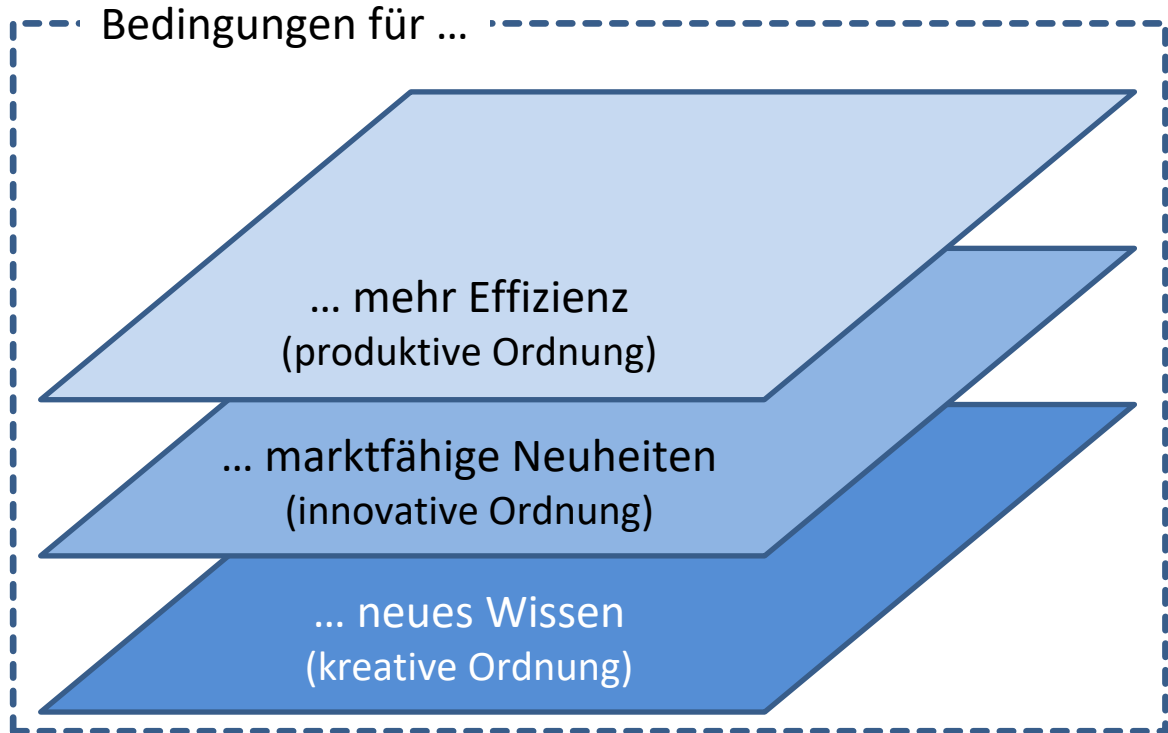 Bedingungen für …
… mehr Effizienz
(produktive Ordnung)
… marktfähige Neuheiten
(innovative Ordnung)
… neues Wissen
(kreative Ordnung)